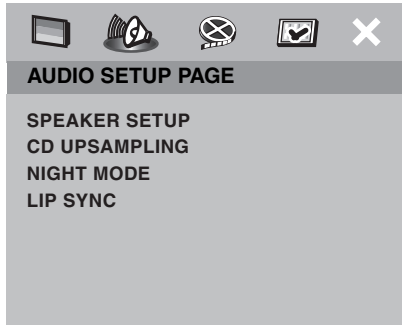 AUDIO SETUP PAGE
SPEAKER SETUP
CD UPSAMPLING
NIGHT MODE
LIP SYNC